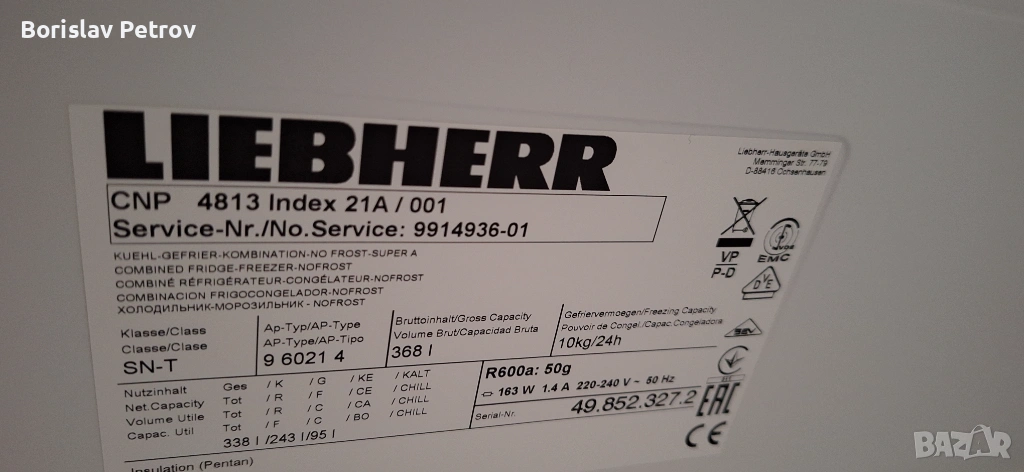 Borislav Petrov
LIEBHERR
Liebherr-Hausgeräte GmbH
Memminger Str. 77-79
D-88416 Ochsenhausen
CNP 4813 Index 21A / 001
Service-Nr./No.Service: 9914936-01
KUEHL-GEFRIER-KOMBINATION-NO FROST-SUPER A
COMBINED FRIDGE-FREEZER-NOFROST
COMBINÉ RÉFRIGÉRATEUR-CONGÉLATEUR-NOFROST
COMBINACION FRIGOCONGELADOR-NOFROST
ХОЛОДИЛЬНИК-МОРОЗИЛЬНИК - NOFROST
VP
P-D
VDE
EMC
DVE
SEV
Klasse/Class
Classe/Classe
SN-T
Ap-Typ/AP-Type
AP-Type/AP-Tipo
9 6021 4
Bruttoinhalt/Gross Capacity
Volume Brut/Capacidad Bruta
368 l
Gefriervermoegen/Freezing Capacity
Pouvoir de Congel./Capac.Congeladora
10kg/24h
Nutzinhalt Ges / K / G / KE / KALT
Net.Capacity Tot / R / F / CE / CHILL
Volume Utile Tot / R / C / CA / CHILL
Capac. Util Tot / F / C / BO / CHILL
338 l /243 l/95 l
R600a: 50g
163 W 1.4 A 220-240 V ~ 50 Hz
Serial-Nr. 49.852.327.2
EAC
CE
Insulation (Pentan)
BAZAR